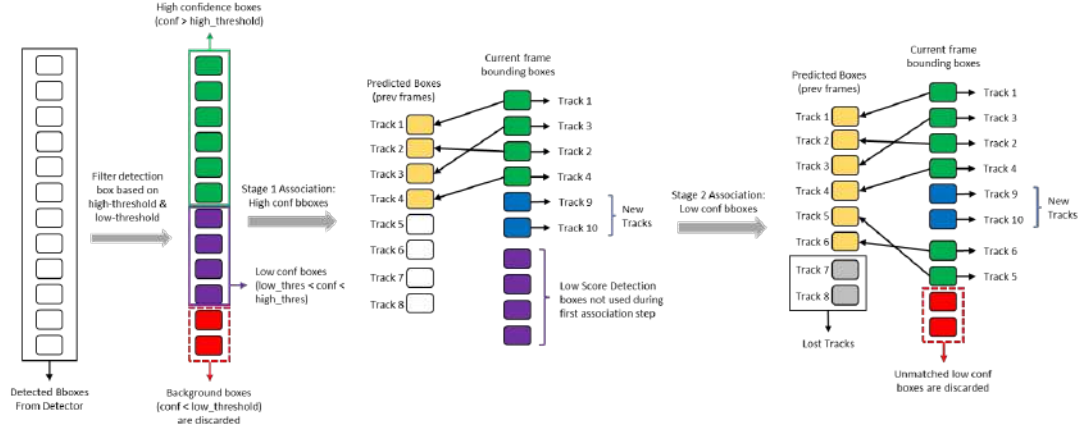 High confidence boxes
(conf > high_threshold)
Filter detection
box based on
high-threshold &
low-threshold
Detected Bboxes
From Detector
Low conf boxes
(low_thres < conf <
high_thres)
Background boxes
(conf < low_threshold)
are discarded
Stage 1 Association:
High conf bboxes
Predicted Boxes
(prev frames)
Track 1
Track 2
Track 3
Track 4
Track 5
Track 6
Track 7
Track 8
Current frame
bounding boxes
Track 1
Track 3
Track 2
Track 4
Track 9
Track 10
New
Tracks
Low Score Detection
boxes not used during
first association step
Stage 2 Association:
Low conf bboxes
Predicted Boxes
(prev frames)
Track 1
Track 2
Track 3
Track 4
Track 5
Track 6
Track 7
Track 8
Lost Tracks
Current frame
bounding boxes
Track 1
Track 3
Track 2
Track 4
Track 9
Track 10
New
Tracks
Track 6
Track 5
Unmatched low conf
boxes are discarded